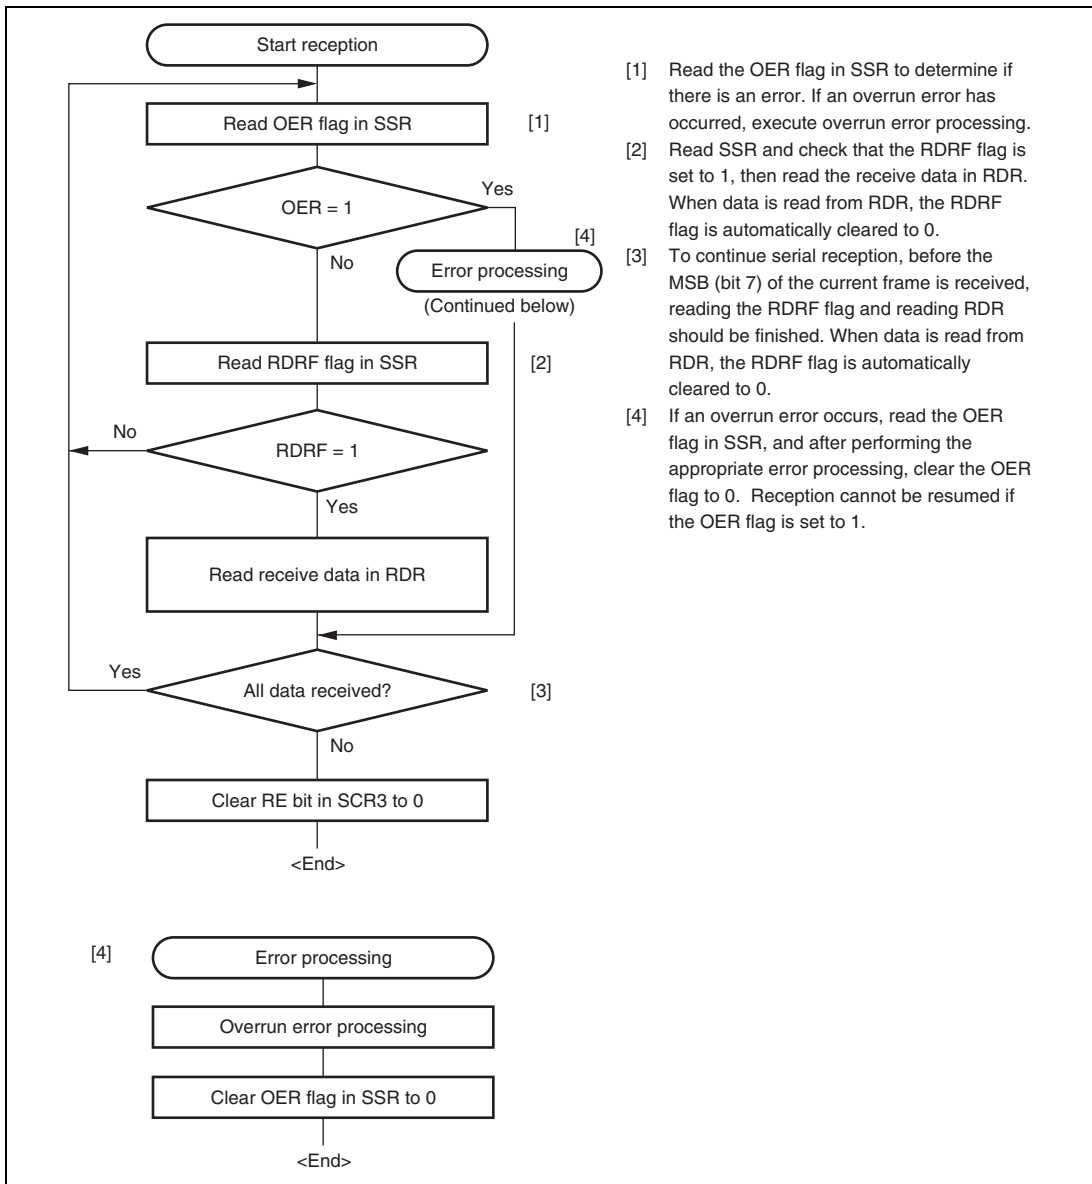 Start reception
Read OER flag in SSR
[1]
OER = 1
Yes
No
[4]
Error processing
(Continued below)
Read RDRF flag in SSR
[2]
RDRF = 1
No
Yes
Read receive data in RDR
All data received?
[3]
Yes
No
Clear RE bit in SCR3 to 0
<End>
[4]
Error processing
Overrun error processing
Clear OER flag in SSR to 0
<End>
[1] Read the OER flag in SSR to determine if
there is an error. If an overrun error has
occurred, execute overrun error processing.
[2] Read SSR and check that the RDRF flag is
set to 1, then read the receive data in RDR.
When data is read from RDR, the RDRF
flag is automatically cleared to 0.
[3] To continue serial reception, before the
MSB (bit 7) of the current frame is received,
reading the RDRF flag and reading RDR
should be finished. When data is read from
RDR, the RDRF flag is automatically
cleared to 0.
[4] If an overrun error occurs, read the OER
flag in SSR, and after performing the
appropriate error processing, clear the OER
flag to 0. Reception cannot be resumed if
the OER flag is set to 1.